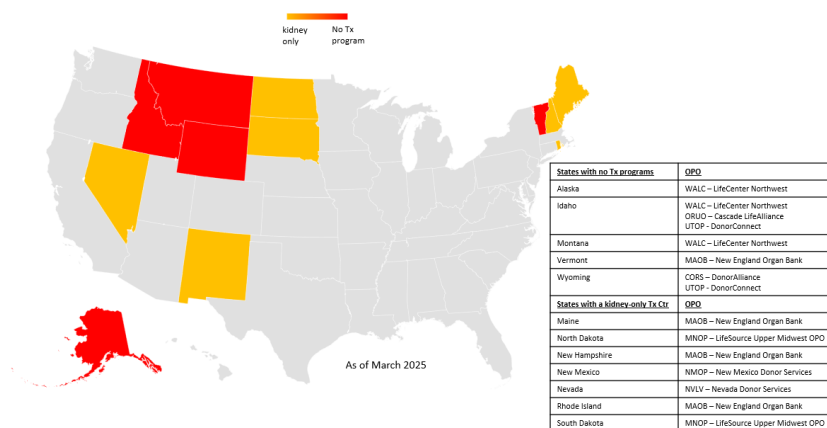 kidney only
No Tx program
States with no Tx programs OPO
Alaska WALC – LifeCenter Northwest
Idaho WALC – LifeCenter Northwest
ORUO – Cascade LifeAlliance
UTOP - DonorConnect
Montana WALC – LifeCenter Northwest
Vermont MAOB – New England Organ Bank
Wyoming CORS – DonorAlliance
UTOP - DonorConnect
States with a kidney-only Tx Ctr OPO
Maine MAOB – New England Organ Bank
North Dakota MNOP – LifeSource Upper Midwest OPO
New Hampshire MAOB – New England Organ Bank
New Mexico NMOP – New Mexico Donor Services
Nevada NVLV – Nevada Donor Services
Rhode Island MAOB – New England Organ Bank
South Dakota MNOP – LifeSource Upper Midwest OPO
As of March 2025